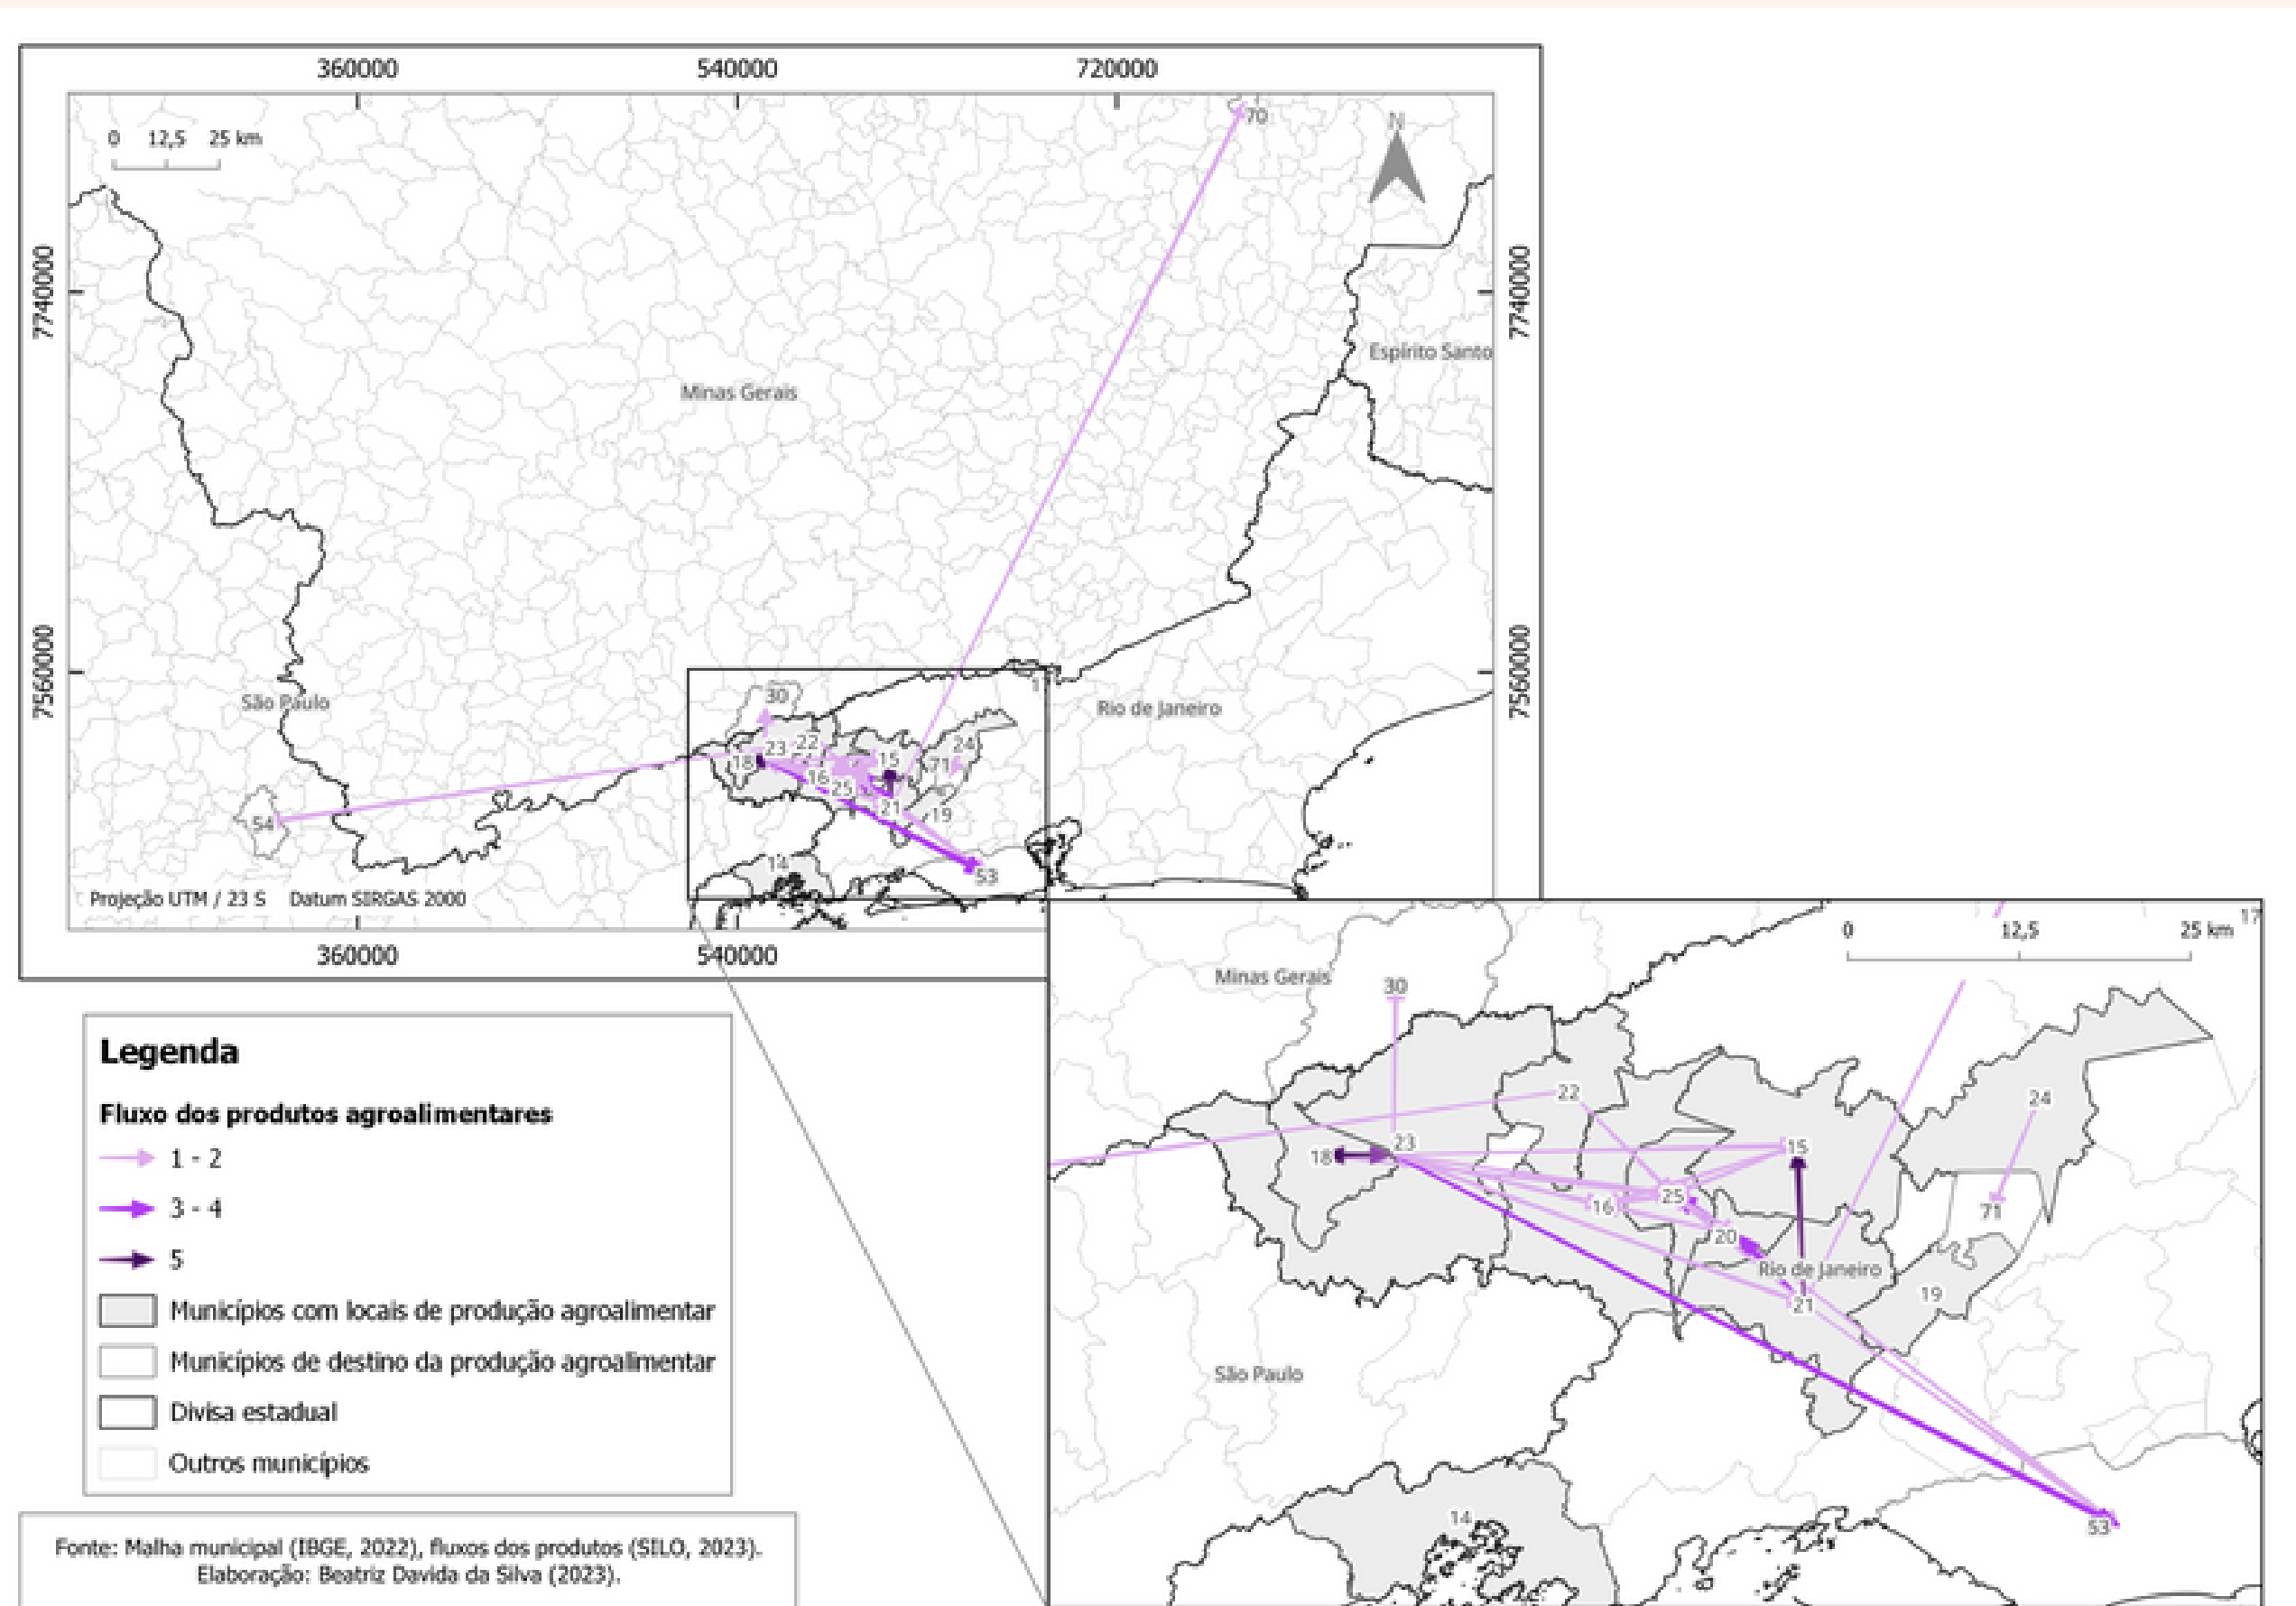 360000 540000 720000
0 12,5 25 km
70
N
7740000
7740000
Espírito Santo
Minas Gerais
7560000
7560000
São Paulo
30
Rio de Janeiro
23 22
24
18
15
71
16
25
21
19
54
14
53
Projeção UTM / 23 S Datum SIRGAS 2000
360000 540000
17
0 12,5 25 km
Minas Gerais
30
22
24
23
15
18
25
16
71
20
Rio de Janeiro
19
21
São Paulo
14
53
Legenda
Fluxo dos produtos agroalimentares
1 - 2
3 - 4
5
Municípios com locais de produção agroalimentar
Municípios de destino da produção agroalimentar
Divisa estadual
Outros municípios
Fonte: Malha municipal (IBGE, 2022), fluxos dos produtos (SILO, 2023).
Elaboração: Beatriz Davida da Silva (2023).